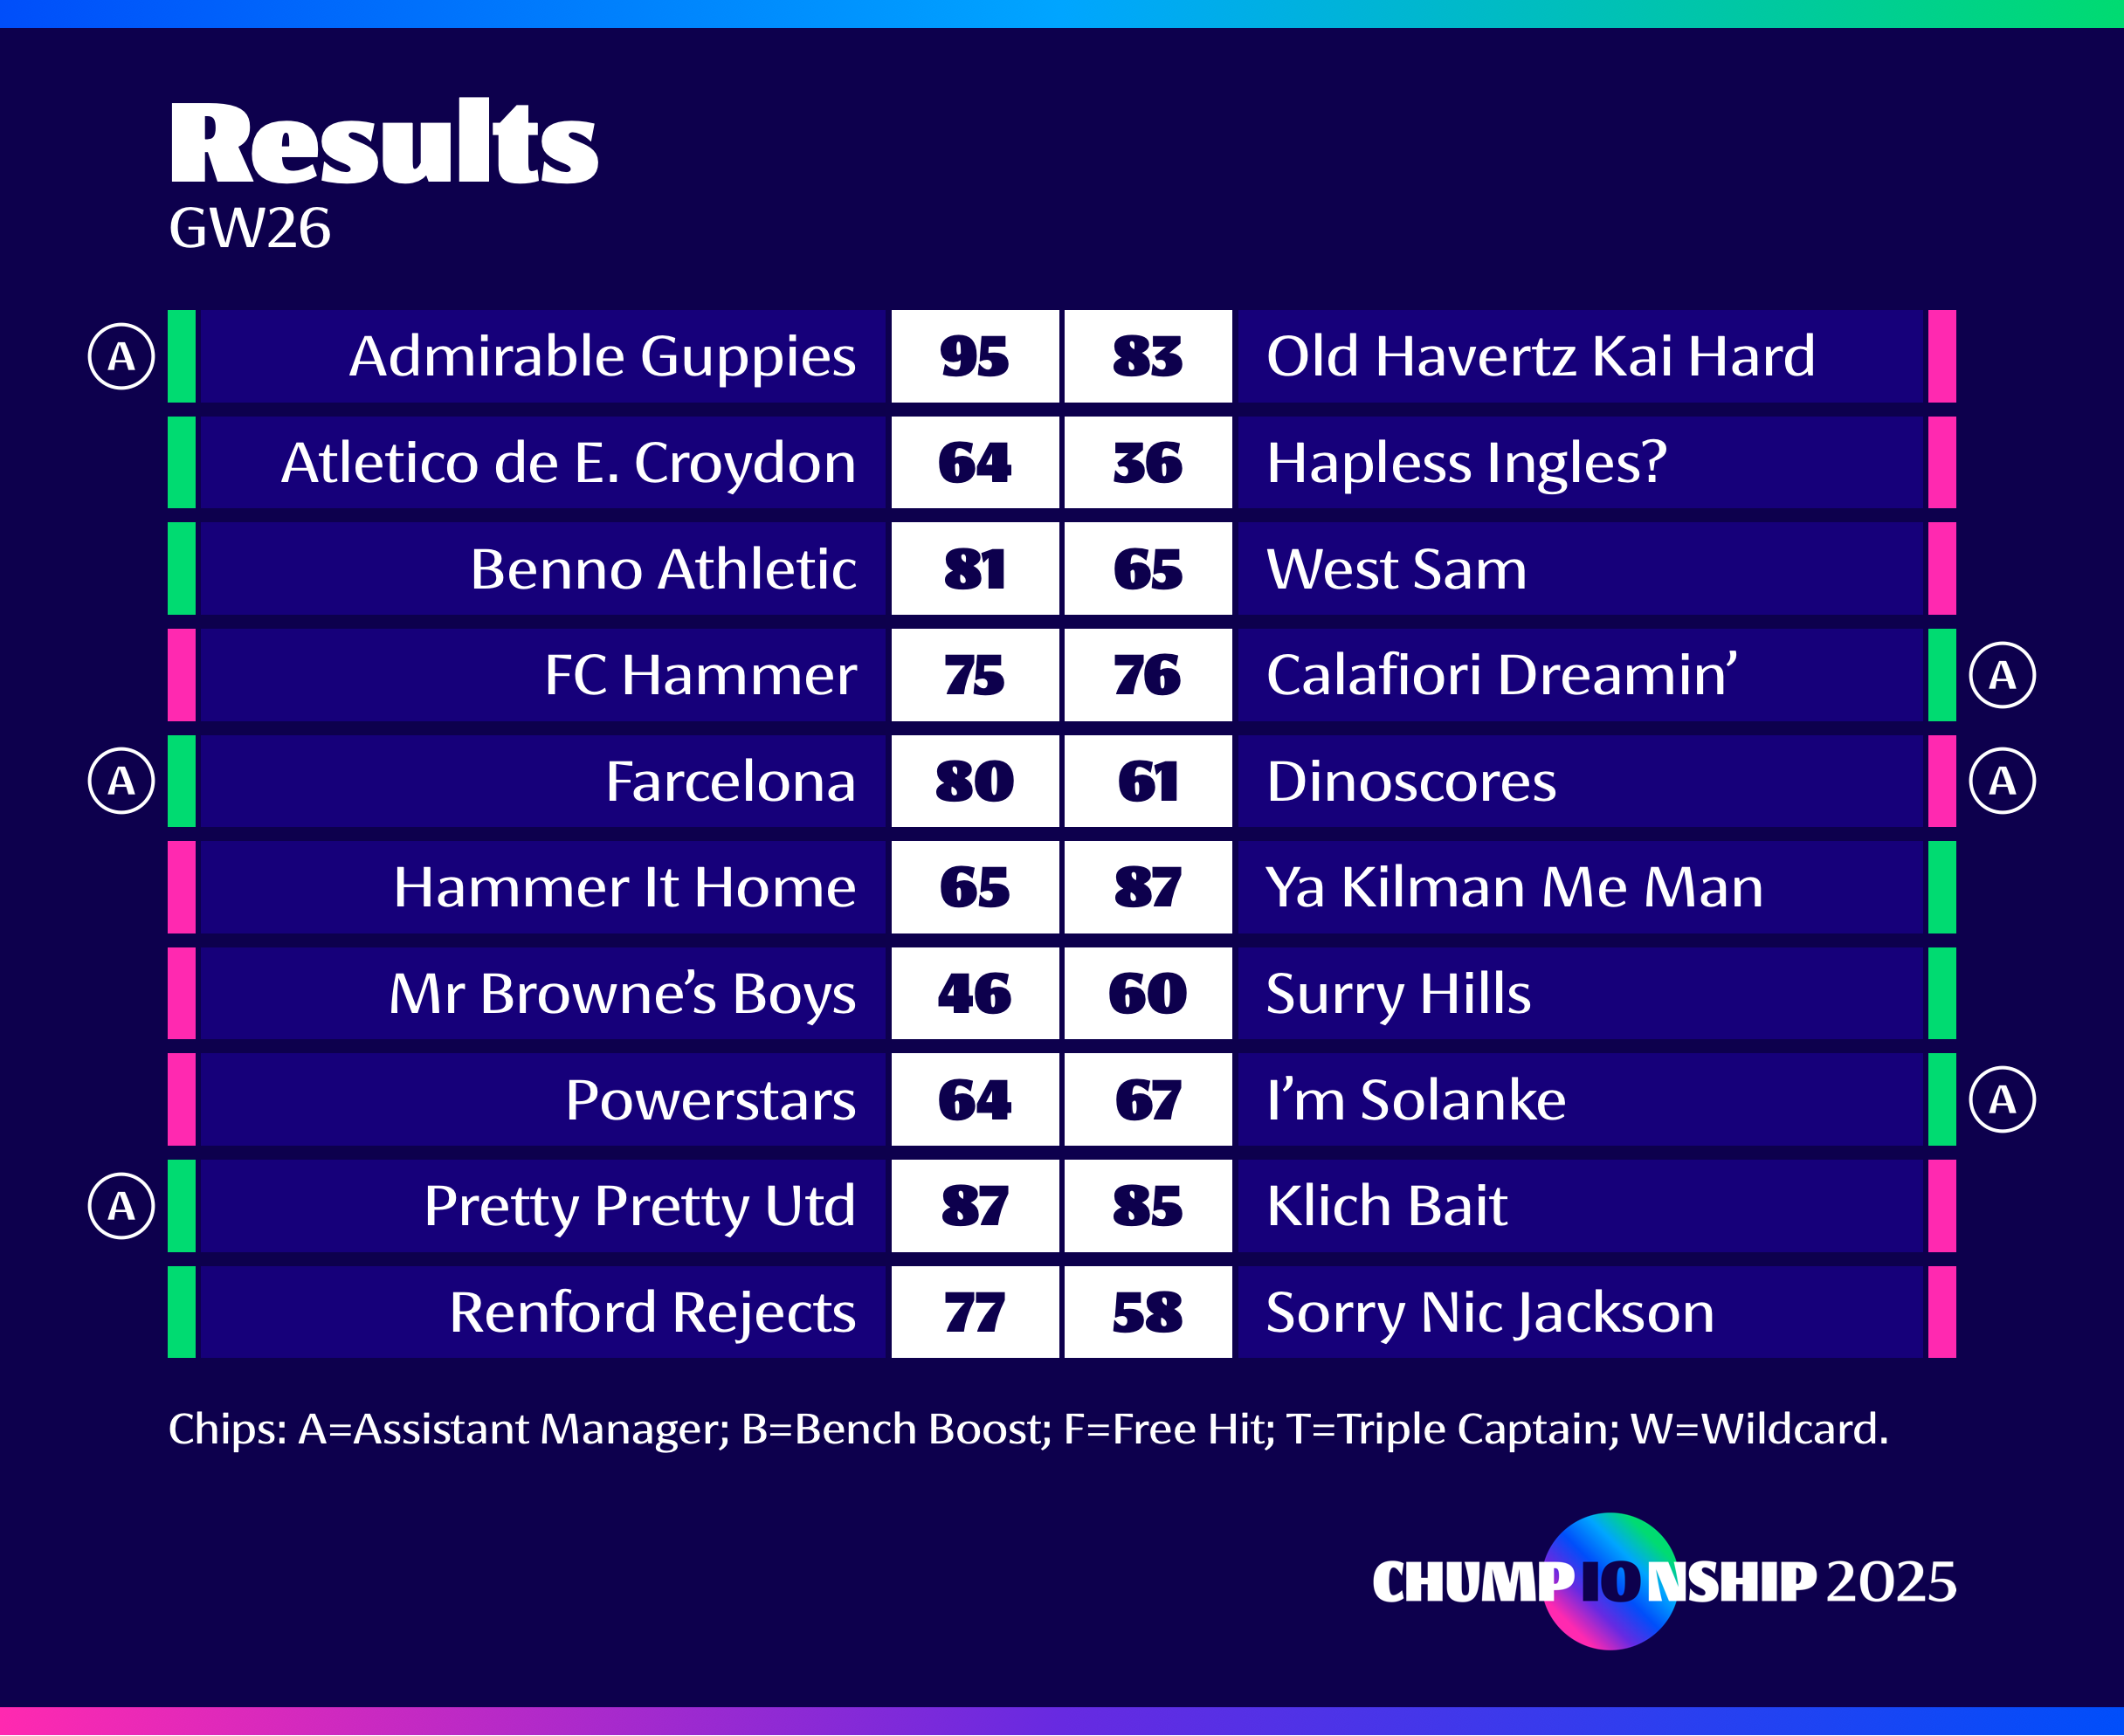 Results
GW26
A Admirable Guppies 95 83 Old Havertz Kai Hard
Atletico de E. Croydon 64 36 Hapless Ingles?
Benno Athletic 81 65 West Sam
FC Hammer 75 76 Calafiori Dreamin’ A
A Farcelona 80 61 Dinoscores A
Hammer It Home 65 87 Ya Kilman Me Man
Mr Browne’s Boys 46 60 Surry Hills
Powerstars 64 67 I’m Solanke A
A Pretty Pretty Utd 87 85 Klich Bait
Renford Rejects 77 58 Sorry Nic Jackson
Chips: A=Assistant Manager; B=Bench Boost; F=Free Hit; T=Triple Captain; W=Wildcard.
CHUMPIONSHIP 2025